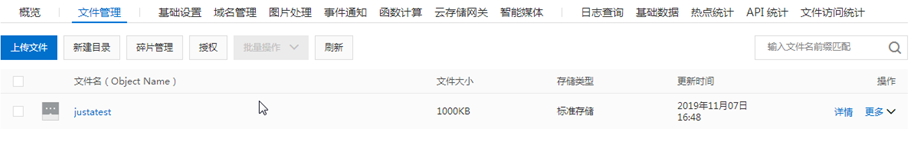 概览 文件管理 基础设置 域名管理 图片处理 事件通知 函数计算 云存储网关 智能媒体 日志查询 基础数据 热点统计 API 统计 文件访问统计
上传文件 新建目录 碎片管理 授权 批量操作 刷新 输入文件名前缀匹配
文件名 ( Object Name ) 文件大小 存储类型 更新时间 操作
justatest 1000KB 标准存储 2019年11月07日 详情 更多
16:48